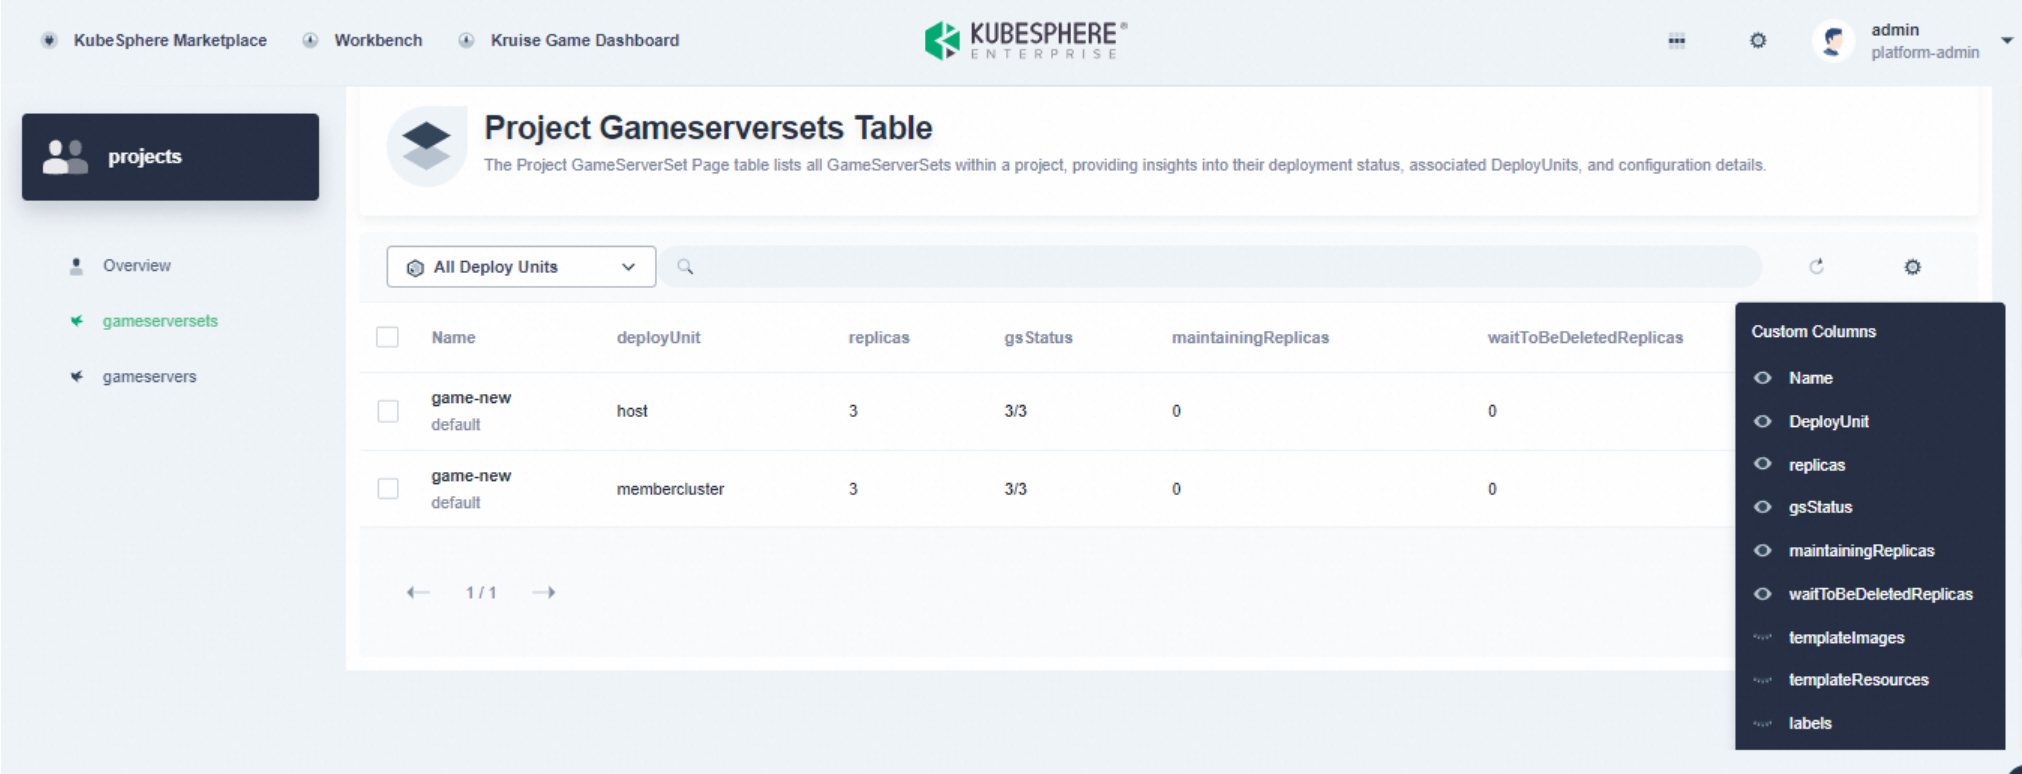 KubeSphere Marketplace
Workbench
Kruise Game Dashboard
KUBESPHERE®
ENTERPRISE
admin
platform-admin
projects
Overview
gameserversets
gameservers
Project Gameserversets Table
The Project GameServerSet Page table lists all GameServerSets within a project, providing insights into their deployment status, associated DeployUnits, and configuration details.
All Deploy Units
Name deployUnit replicas gsStatus maintainingReplicas waitToBeDeletedReplicas
game-new
default
host 3 3/3 0 0
game-new
default
membercluster 3 3/3 0 0
1 / 1
Custom Columns
Name
DeployUnit
replicas
gsStatus
maintainingReplicas
waitToBeDeletedReplicas
templateImages
templateResources
labels